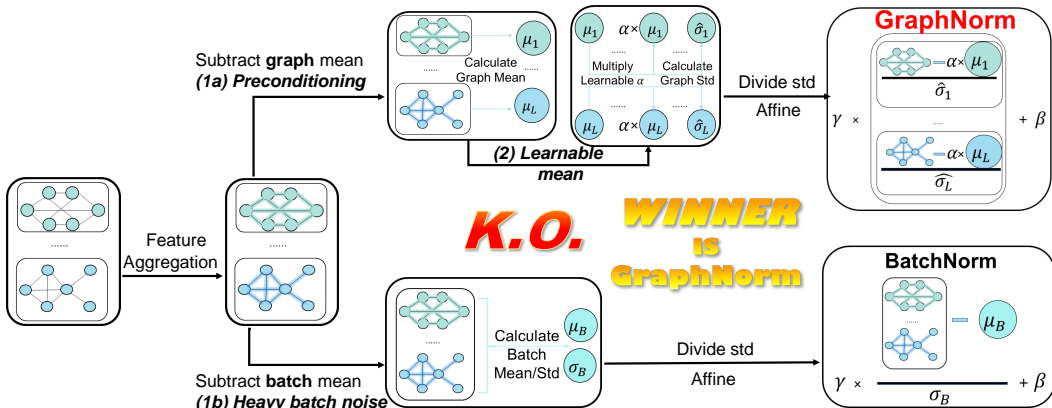 GraphNorm
Subtract graph mean
(1a) Preconditioning
μ1
Calculate
Graph Mean
......
......
μL
μ1 α× μ1 σ̂1
...... ...... ......
Multiply
Learnable α
Calculate
Graph Std
...... ...... ......
μL α× μL σ̂L
(2) Learnable
mean
Divide std
Affine
γ ×
− α× μ1
σ̂1
......
− α× μL
σ̂L
+ β
......
Feature
Aggregation
......
K.O.
WINNER
IS
GraphNorm
Subtract batch mean
(1b) Heavy batch noise
......
Calculate
Batch
Mean/Std
μB
σB
Divide std
Affine
BatchNorm
......
− μB
γ ×
σB
+ β